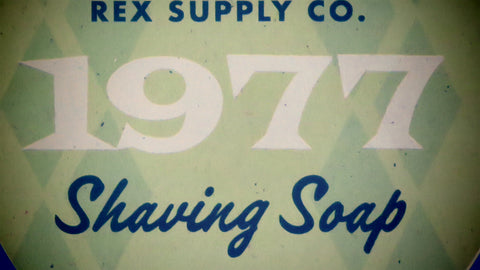 REX SUPPLY CO.
1977
Shaving Soap